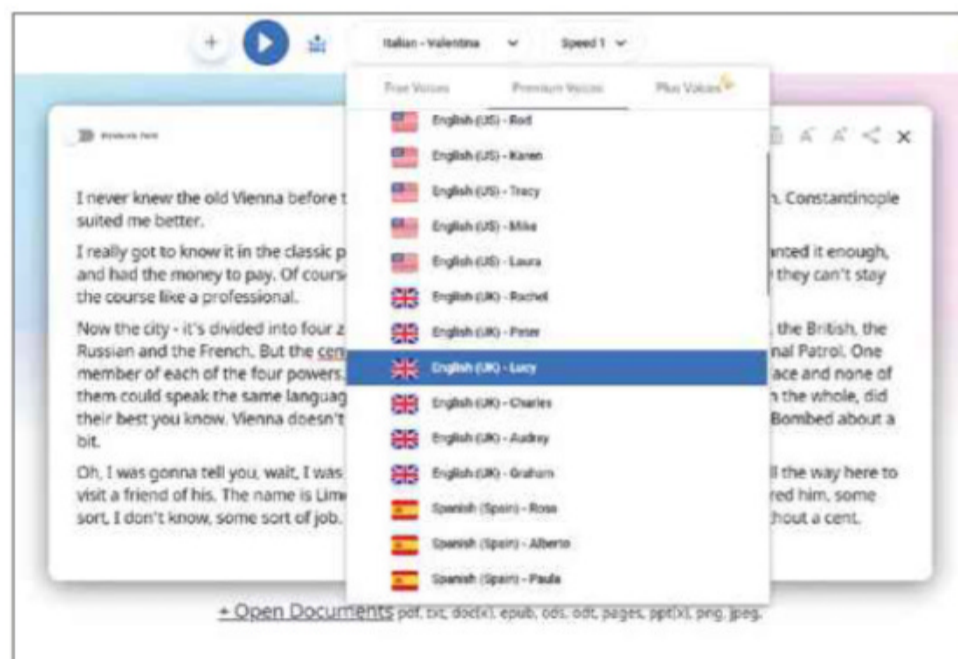 Italian - Valentina
Speed 1
Free Voices
Premium Voices
Plus Voices
English (US) - Rod
English (US) - Karen
English (US) - Tracy
English (US) - Mike
English (US) - Laura
English (UK) - Rachel
English (UK) - Peter
English (UK) - Lucy
English (UK) - Charles
English (UK) - Audrey
English (UK) - Graham
Spanish (Spain) - Rosa
Spanish (Spain) - Alberto
Spanish (Spain) - Paula
I never knew the old Vienna before t
n. Constantinople
suited me better.
I really got to know it in the classic p
anted it enough,
and had the money to pay. Of cours
they can't stay
the course like a professional.
Now the city - it's divided into four z
, the British, the
Russian and the French. But the cen
nal Patrol. One
member of each of the four powers.
ace and none of
them could speak the same languag
n the whole, did
their best you know. Vienna doesn't
Bombed about a
bit.
Oh, I was gonna tell you, wait, I was
ll the way here to
visit a friend of his. The name is Lim
red him, some
sort, I don't know, some sort of job.
hout a cent.
+ Open Documents pdf, txt, doc(x), epub, ods, odt, pages, ppt(x), png, jpeg.